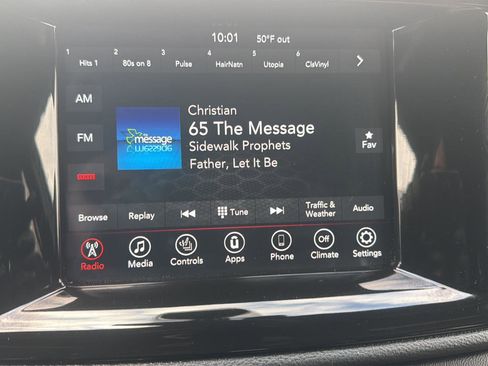 10:01 50°F out
1 2 3 4 5 6
Hits 1 80s on 8 Pulse HairNatn Utopia ClsVinyl
AM
FM
Christian
65 The Message
Sidewalk Prophets
Father, Let It Be
message
Fav
Browse Replay Tune Traffic & Weather Audio
Radio Media Controls Apps Phone Off Climate Settings